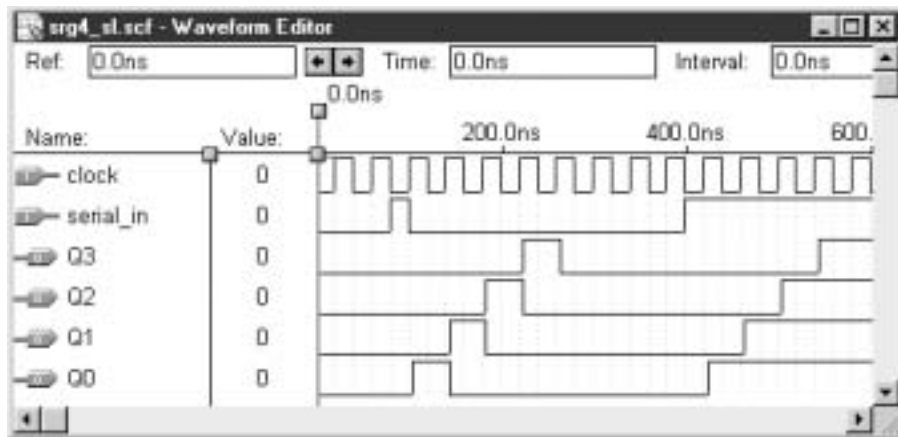 srg4_sl.scf - Waveform Editor
Ref: 0.0ns Time: 0.0ns Interval: 0.0ns
0.0ns
Name: Value: 200.0ns 400.0ns 600.
clock 0
serial_in 0
Q3 0
Q2 0
Q1 0
Q0 0